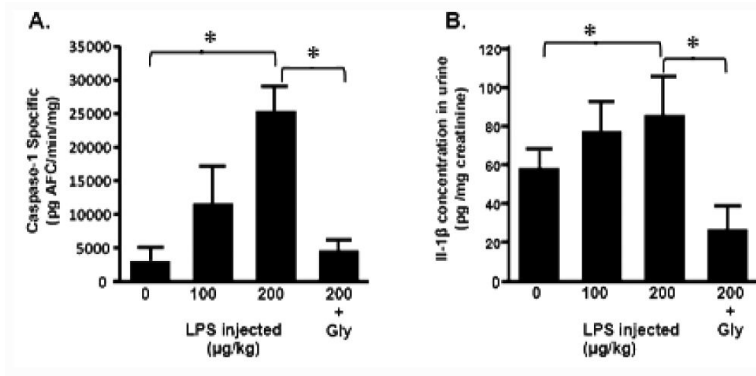 A.
*
*
35000
30000
25000
20000
15000
10000
5000
0
Caspase-1 Specific
(pg AFC/min/mg)
0 100 200 200
+
Gly
LPS injected
(µg/kg)
B.
*
*
120
100
80
60
40
20
0
Il-1β concentration in urine
(pg /mg creatinine)
0 100 200 200
+
Gly
LPS injected
(µg/kg)